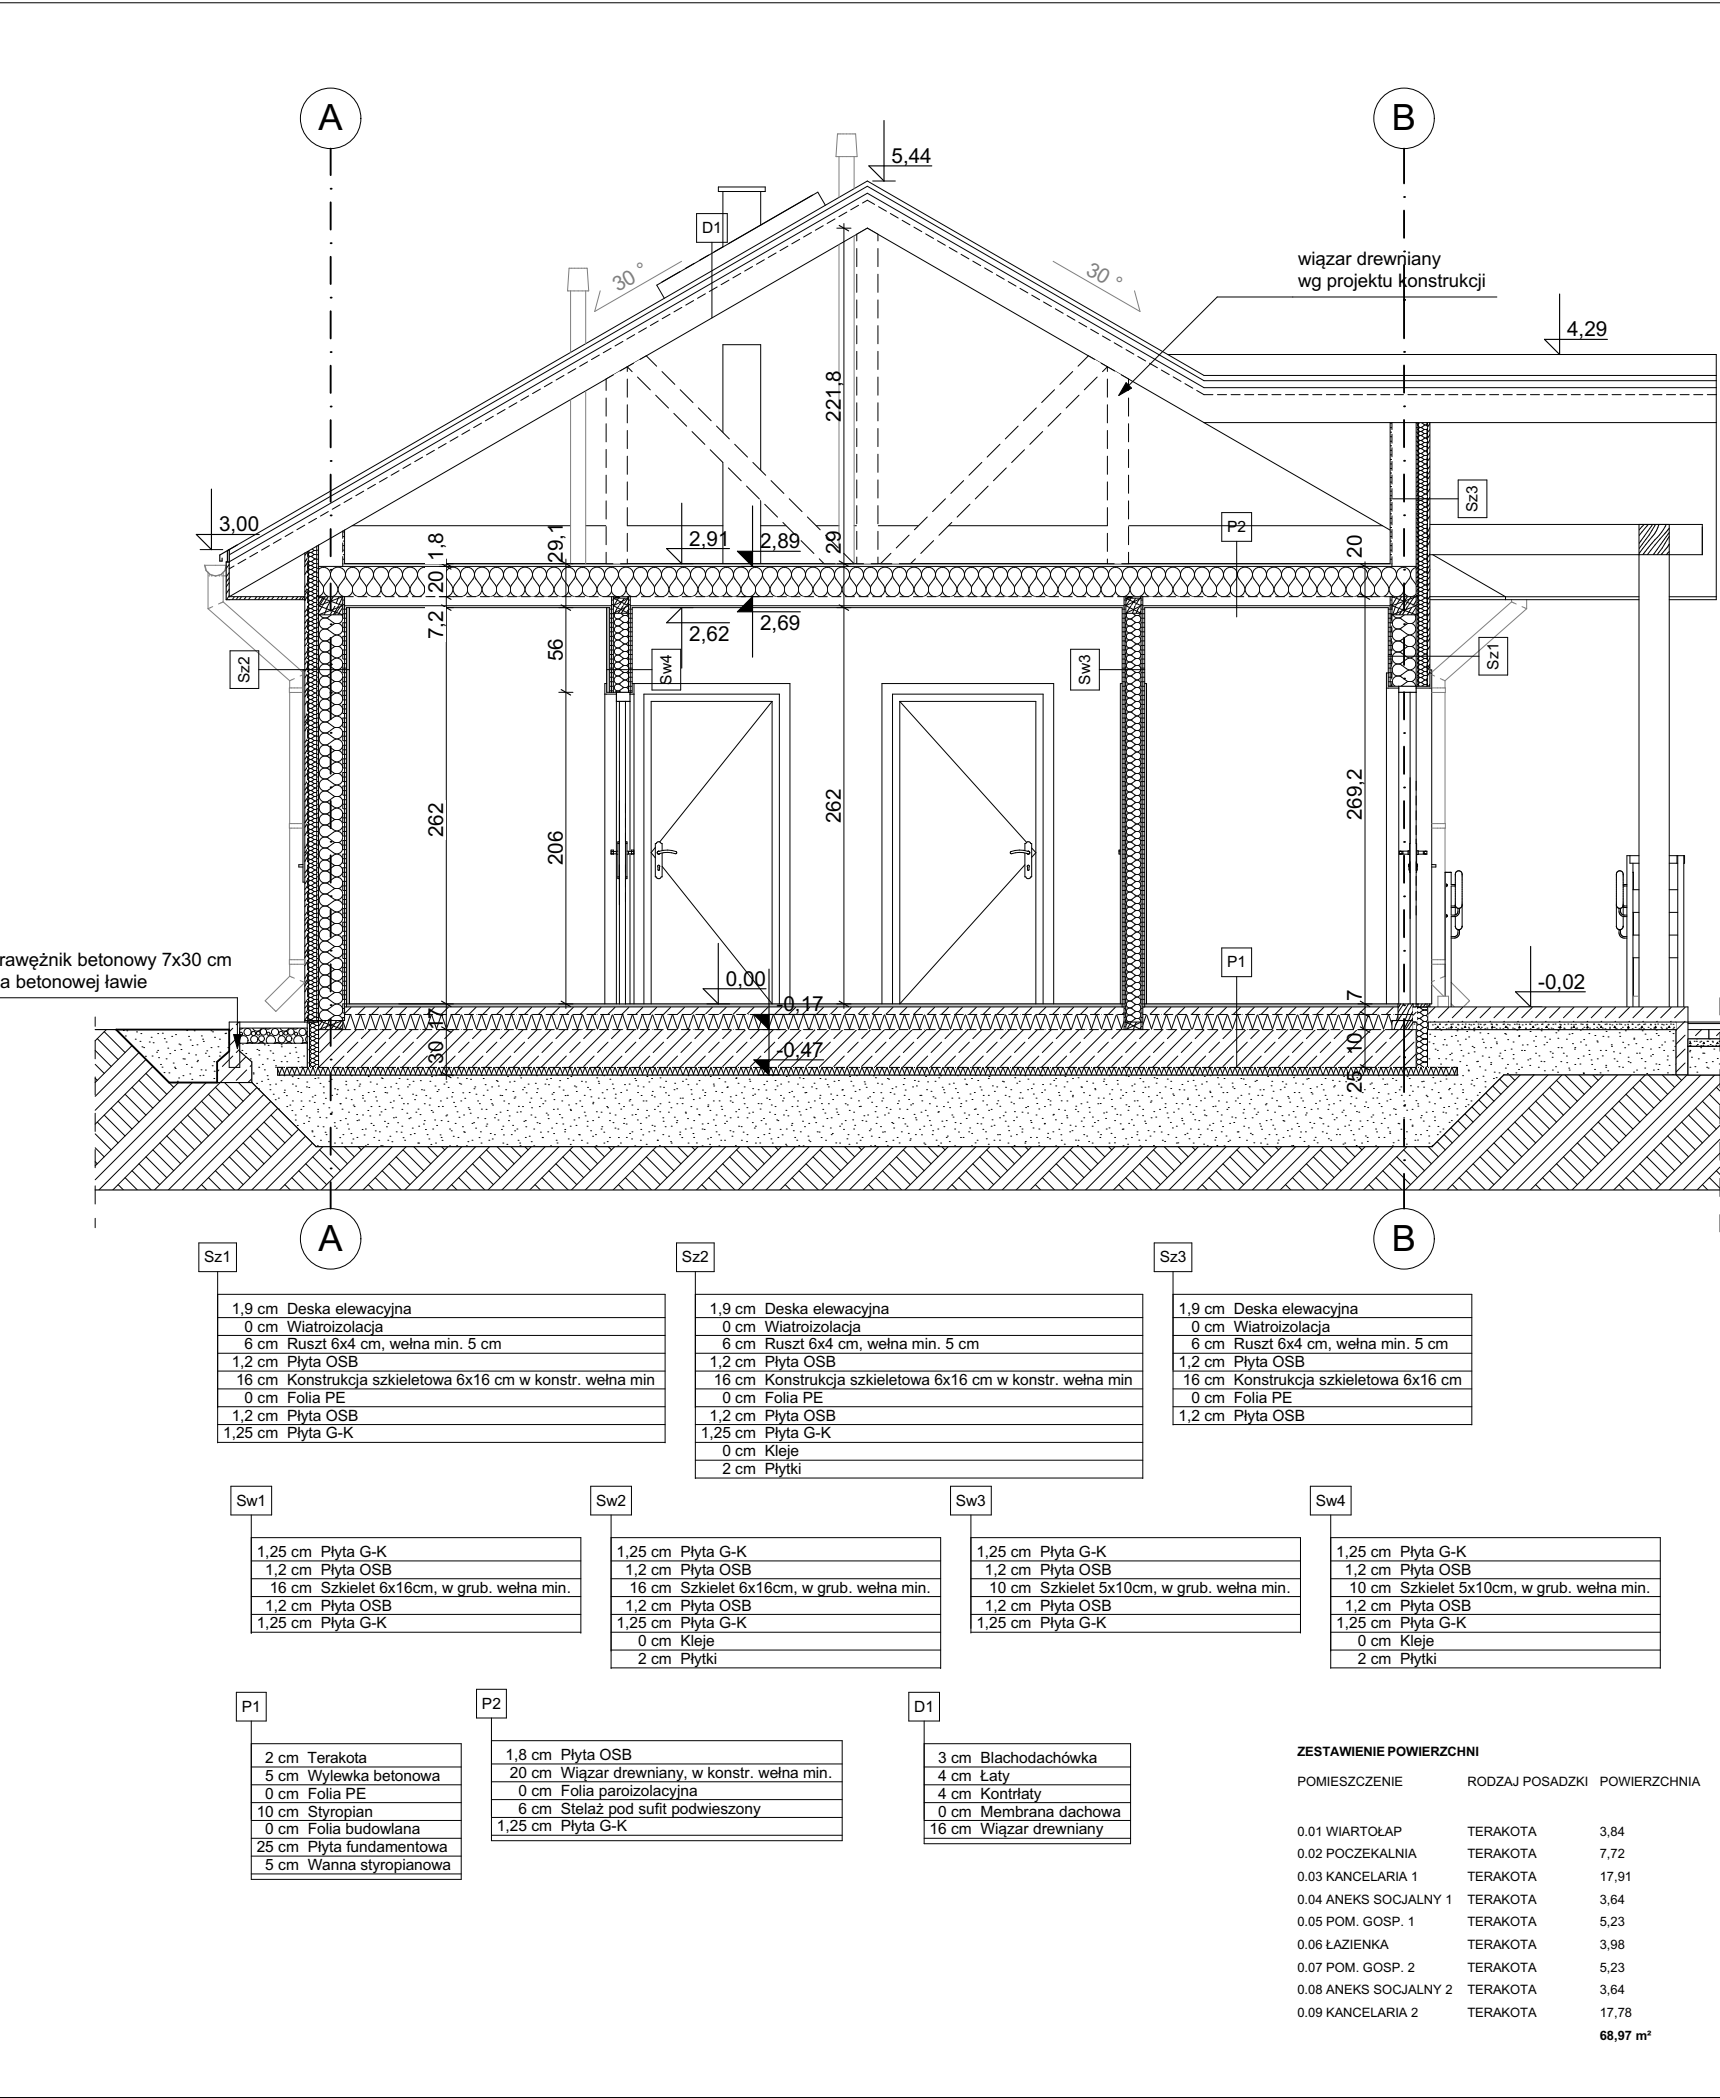 A
B
5,44
D1
30 °
30 °
wiązar drewniany
wg projektu konstrukcji
4,29
221,8
3,00
Sz3
P2
1,8
29,1
2,91
2,89
29
20
20
7,2
2,62
2,69
56
Sz2
Sw4
Sw3
Sz1
262
206
262
269,2
rawężnik betonowy 7x30 cm
a betonowej ławie
P1
0,00
-0,02
7
-0,17
17
30
10
-0,47
25
A
B
Sz1
1,9 cm Deska elewacyjna
0 cm Wiatroizolacja
6 cm Ruszt 6x4 cm, wełna min. 5 cm
1,2 cm Płyta OSB
16 cm Konstrukcja szkieletowa 6x16 cm w konstr. wełna min
0 cm Folia PE
1,2 cm Płyta OSB
1,25 cm Płyta G-K
Sz2
1,9 cm Deska elewacyjna
0 cm Wiatroizolacja
6 cm Ruszt 6x4 cm, wełna min. 5 cm
1,2 cm Płyta OSB
16 cm Konstrukcja szkieletowa 6x16 cm w konstr. wełna min
0 cm Folia PE
1,2 cm Płyta OSB
1,25 cm Płyta G-K
0 cm Kleje
2 cm Płytki
Sz3
1,9 cm Deska elewacyjna
0 cm Wiatroizolacja
6 cm Ruszt 6x4 cm, wełna min. 5 cm
1,2 cm Płyta OSB
16 cm Konstrukcja szkieletowa 6x16 cm
0 cm Folia PE
1,2 cm Płyta OSB
Sw1
1,25 cm Płyta G-K
1,2 cm Płyta OSB
16 cm Szkielet 6x16cm, w grub. wełna min.
1,2 cm Płyta OSB
1,25 cm Płyta G-K
Sw2
1,25 cm Płyta G-K
1,2 cm Płyta OSB
16 cm Szkielet 6x16cm, w grub. wełna min.
1,2 cm Płyta OSB
1,25 cm Płyta G-K
0 cm Kleje
2 cm Płytki
Sw3
1,25 cm Płyta G-K
1,2 cm Płyta OSB
10 cm Szkielet 5x10cm, w grub. wełna min.
1,2 cm Płyta OSB
1,25 cm Płyta G-K
Sw4
1,25 cm Płyta G-K
1,2 cm Płyta OSB
10 cm Szkielet 5x10cm, w grub. wełna min.
1,2 cm Płyta OSB
1,25 cm Płyta G-K
0 cm Kleje
2 cm Płytki
P1
2 cm Terakota
5 cm Wylewka betonowa
0 cm Folia PE
10 cm Styropian
0 cm Folia budowlana
25 cm Płyta fundamentowa
5 cm Wanna styropianowa
P2
1,8 cm Płyta OSB
20 cm Wiązar drewniany, w konstr. wełna min.
0 cm Folia paroizolacyjna
6 cm Stelaż pod sufit podwieszony
1,25 cm Płyta G-K
D1
3 cm Blachodachówka
4 cm Łaty
4 cm Kontrłaty
0 cm Membrana dachowa
16 cm Wiązar drewniany
ZESTAWIENIE POWIERZCHNI
POMIESZCZENIE RODZAJ POSADZKI POWIERZCHNIA
0.01 WIARTOŁAP TERAKOTA 3,84
0.02 POCZEKALNIA TERAKOTA 7,72
0.03 KANCELARIA 1 TERAKOTA 17,91
0.04 ANEKS SOCJALNY 1 TERAKOTA 3,64
0.05 POM. GOSP. 1 TERAKOTA 5,23
0.06 ŁAZIENKA TERAKOTA 3,98
0.07 POM. GOSP. 2 TERAKOTA 5,23
0.08 ANEKS SOCJALNY 2 TERAKOTA 3,64
0.09 KANCELARIA 2 TERAKOTA 17,78
68,97 m²